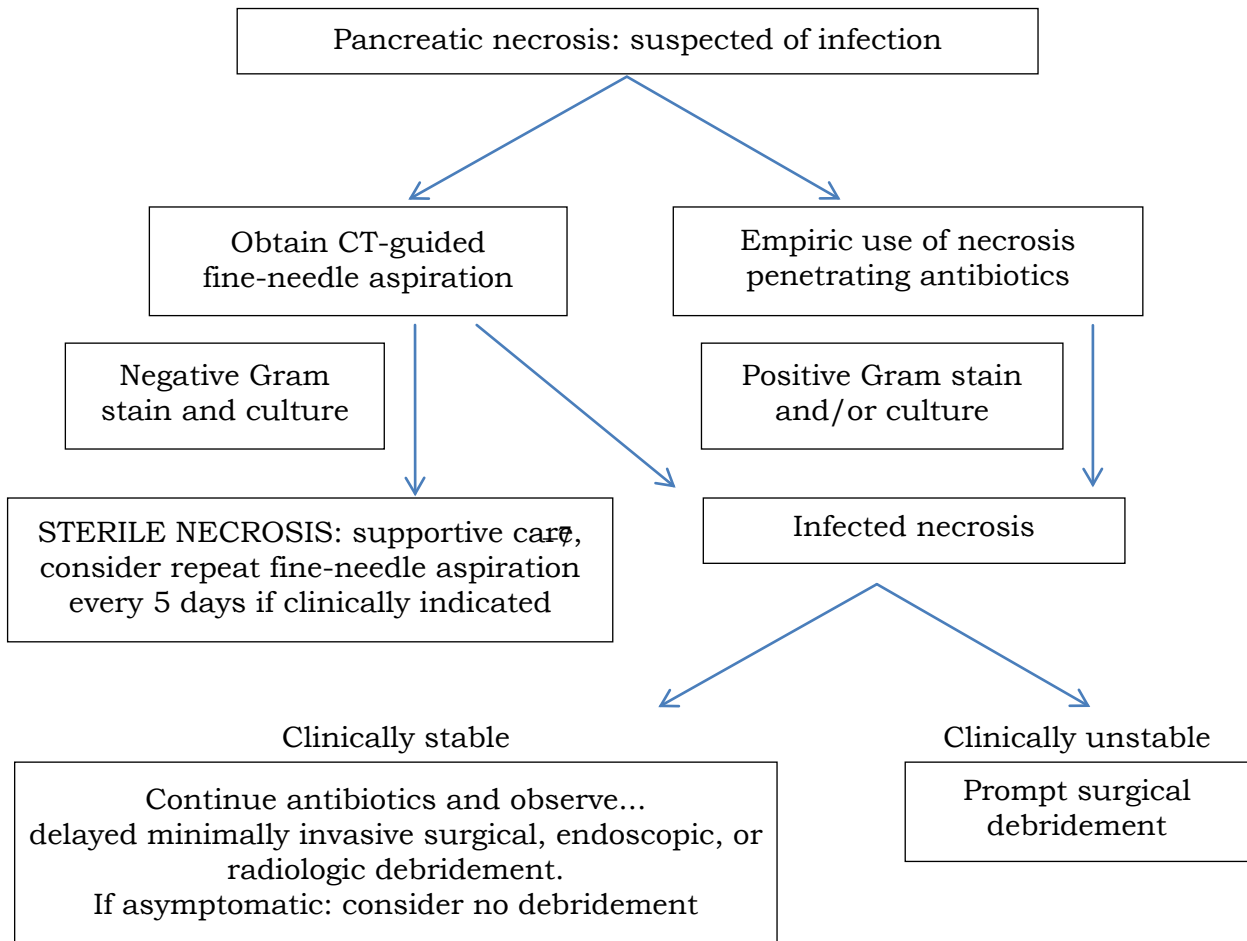 Pancreatic necrosis: suspected of infection
Obtain CT-guided
fine-needle aspiration
Empiric use of necrosis
penetrating antibiotics
Negative Gram
stain and culture
Positive Gram stain
and/or culture
STERILE NECROSIS: supportive care,
–7
consider repeat fine-needle aspiration
every 5 days if clinically indicated
Infected necrosis
Clinically stable
Clinically unstable
Continue antibiotics and observe...
delayed minimally invasive surgical, endoscopic, or
radiologic debridement.
If asymptomatic: consider no debridement
Prompt surgical
debridement